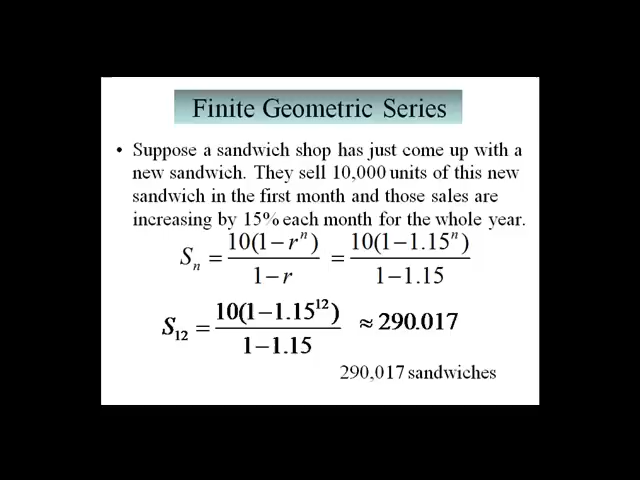 Finite Geometric Series
• Suppose a sandwich shop has just come up with a
new sandwich. They sell 10,000 units of this new
sandwich in the first month and those sales are
increasing by 15% each month for the whole year.
Sₙ = 10(1 − rⁿ) / 1 − r = 10(1 − 1.15ⁿ) / 1 − 1.15
S₁₂ = 10(1 − 1.15¹²) / 1 − 1.15 ≈ 290.017
290,017 sandwiches